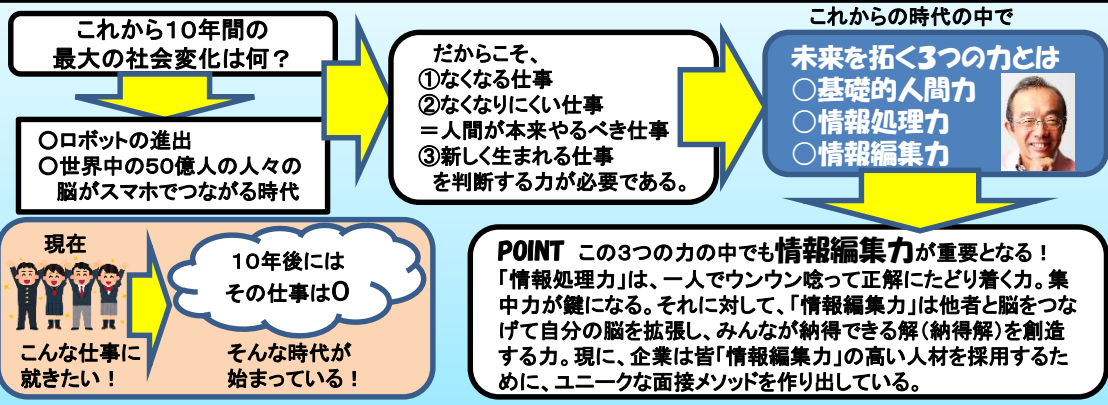 これから10年間の
最大の社会変化は何？
○ロボットの進出
○世界中の５０億人の人々の
脳がスマホでつながる時代
だからこそ、
①なくなる仕事
②なくなりにくい仕事
＝人間が本来やるべき仕事
③新しく生まれる仕事
を判断する力が必要である。
これからの時代の中で
未来を拓く３つの力とは
○基礎的人間力
○情報処理力
○情報編集力
現在
こんな仕事に
就きたい！
１０年後には
その仕事は0
そんな時代が
始まっている！
POINT この３つの力の中でも情報編集力が重要となる！
「情報処理力」は、一人でウンウン唸って正解にたどり着く力。集
中力が鍵になる。それに対して、「情報編集力」は他者と脳をつな
げて自分の脳を拡張し、みんなが納得できる解（納得解）を創造
する力。現に、企業は皆「情報編集力」の高い人材を採用するた
めに、ユニークな面接メソッドを作り出している。